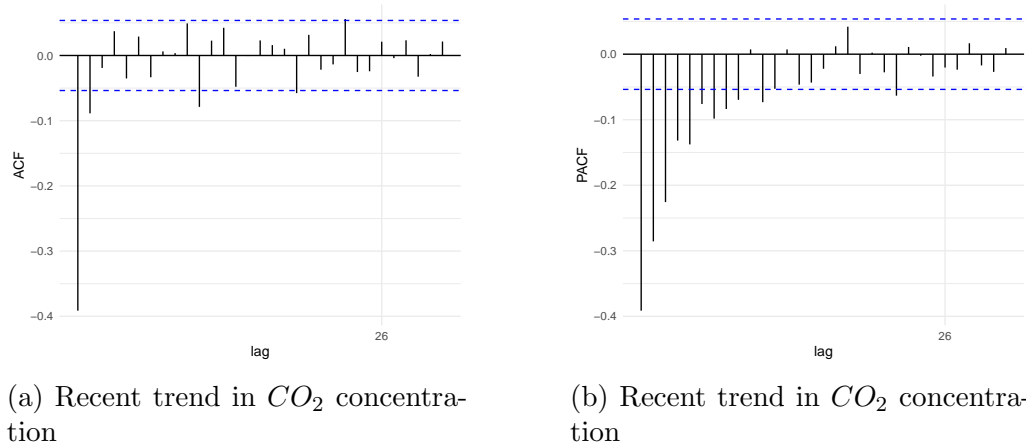 0.0
−0.1
−0.2
−0.3
−0.4
ACF
26
lag
0.0
−0.1
−0.2
−0.3
−0.4
PACF
26
lag
(a) Recent trend in CO2 concentra-
tion
(b) Recent trend in CO2 concentra-
tion